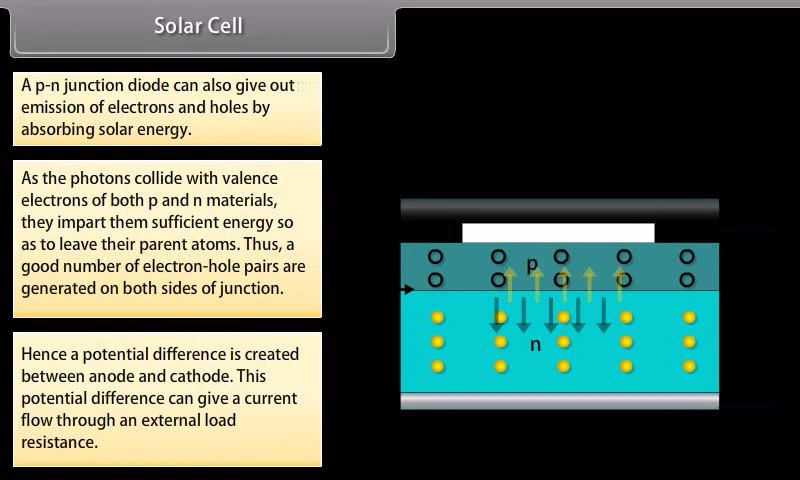 Solar Cell
A p-n junction diode can also give out
emission of electrons and holes by
absorbing solar energy.
As the photons collide with valence
electrons of both p and n materials,
they impart them sufficient energy so
as to leave their parent atoms. Thus, a
good number of electron-hole pairs are
generated on both sides of junction.
Hence a potential difference is created
between anode and cathode. This
potential difference can give a current
flow through an external load
resistance.
p
n